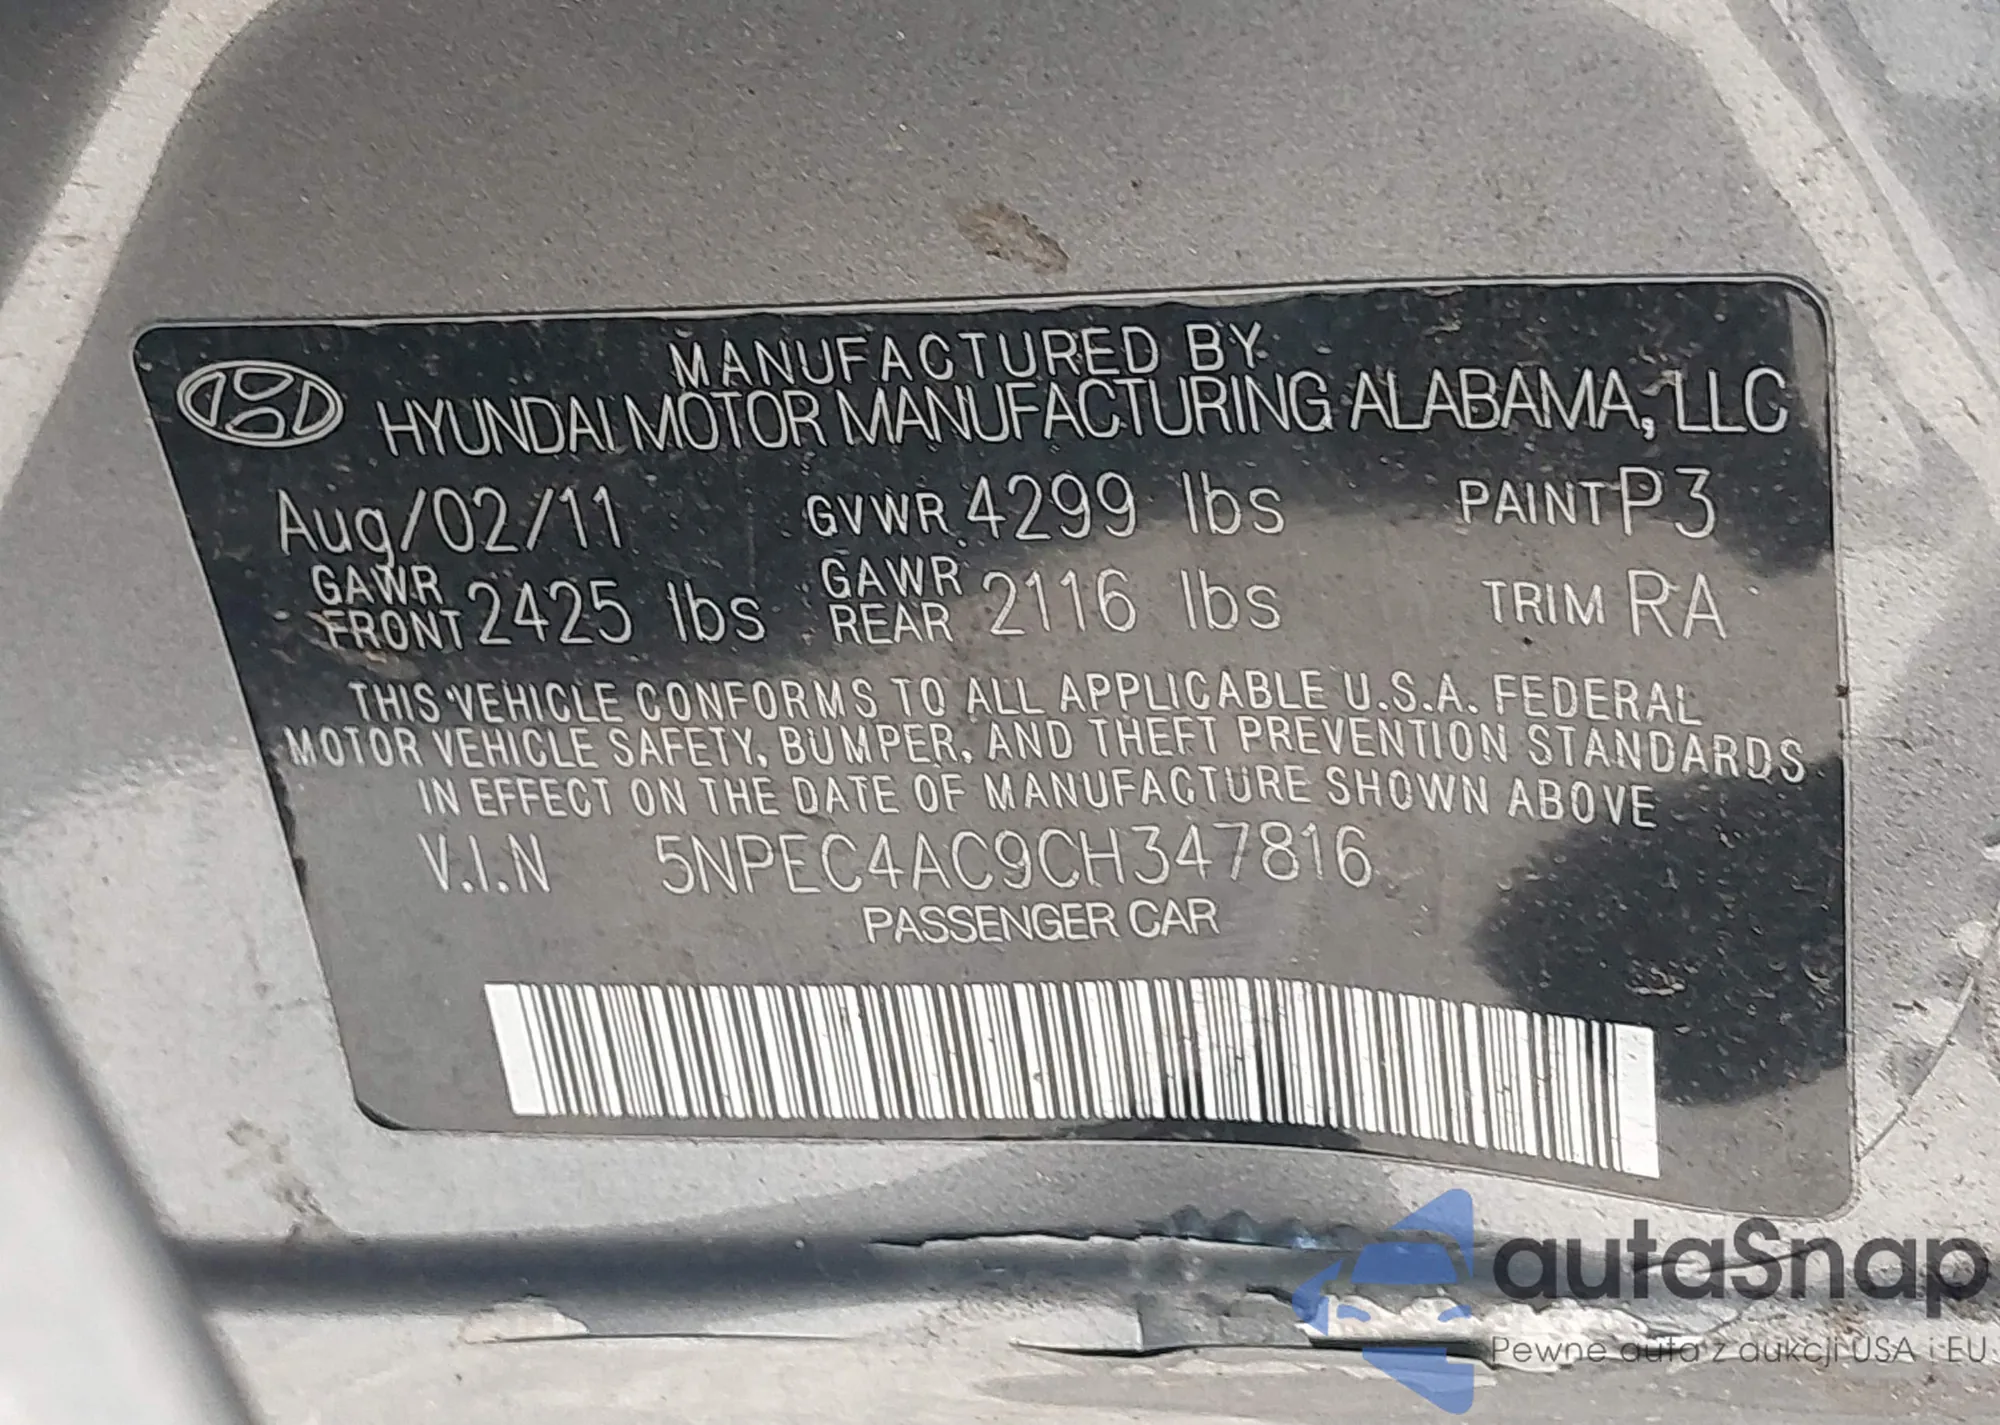 MANUFACTURED BY
HYUNDAI MOTOR MANUFACTURING ALABAMA, LLC
Aug/02/11 GVWR 4299 lbs PAINT P3
GAWR FRONT 2425 lbs GAWR REAR 2116 lbs TRIM RA
THIS VEHICLE CONFORMS TO ALL APPLICABLE U.S.A. FEDERAL
MOTOR VEHICLE SAFETY, BUMPER, AND THEFT PREVENTION STANDARDS
IN EFFECT ON THE DATE OF MANUFACTURE SHOWN ABOVE
V.I.N 5NPEC4AC9CH347816
PASSENGER CAR
autaSnap
Pewne auta z aukcji USA i EU